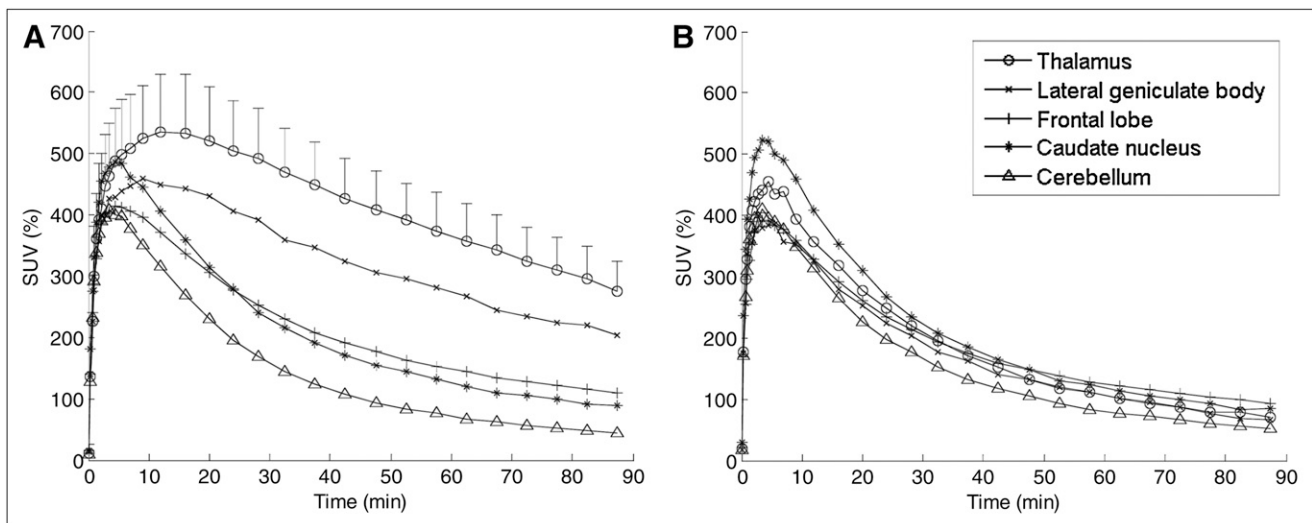 A
700
600
500
400
300
200
100
0
SUV (%)
0 10 20 30 40 50 60 70 80 90
Time (min)
B
700
600
500
400
300
200
100
0
SUV (%)
0 10 20 30 40 50 60 70 80 90
Time (min)
Thalamus
Lateral geniculate body
Frontal lobe
Caudate nucleus
Cerebellum